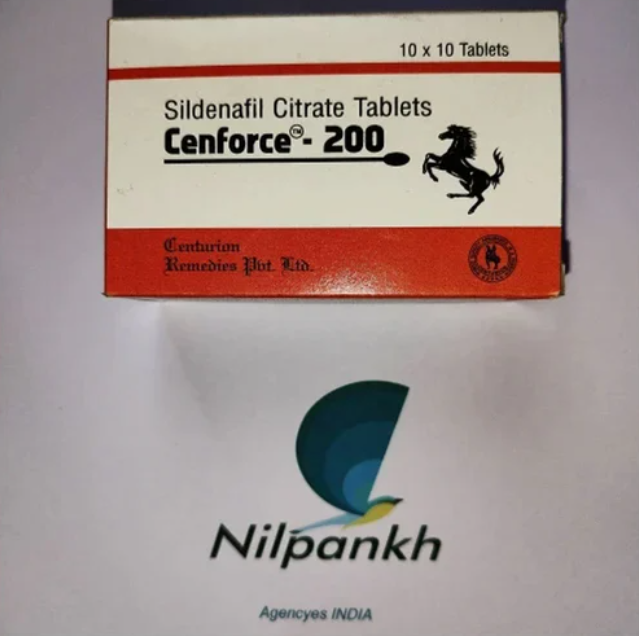 10 x 10 Tablets
Sildenafil Citrate Tablets
Cenforce™- 200
Centurion
Remedies Pvt. Ltd.
Nilpankh
Agencyes INDIA